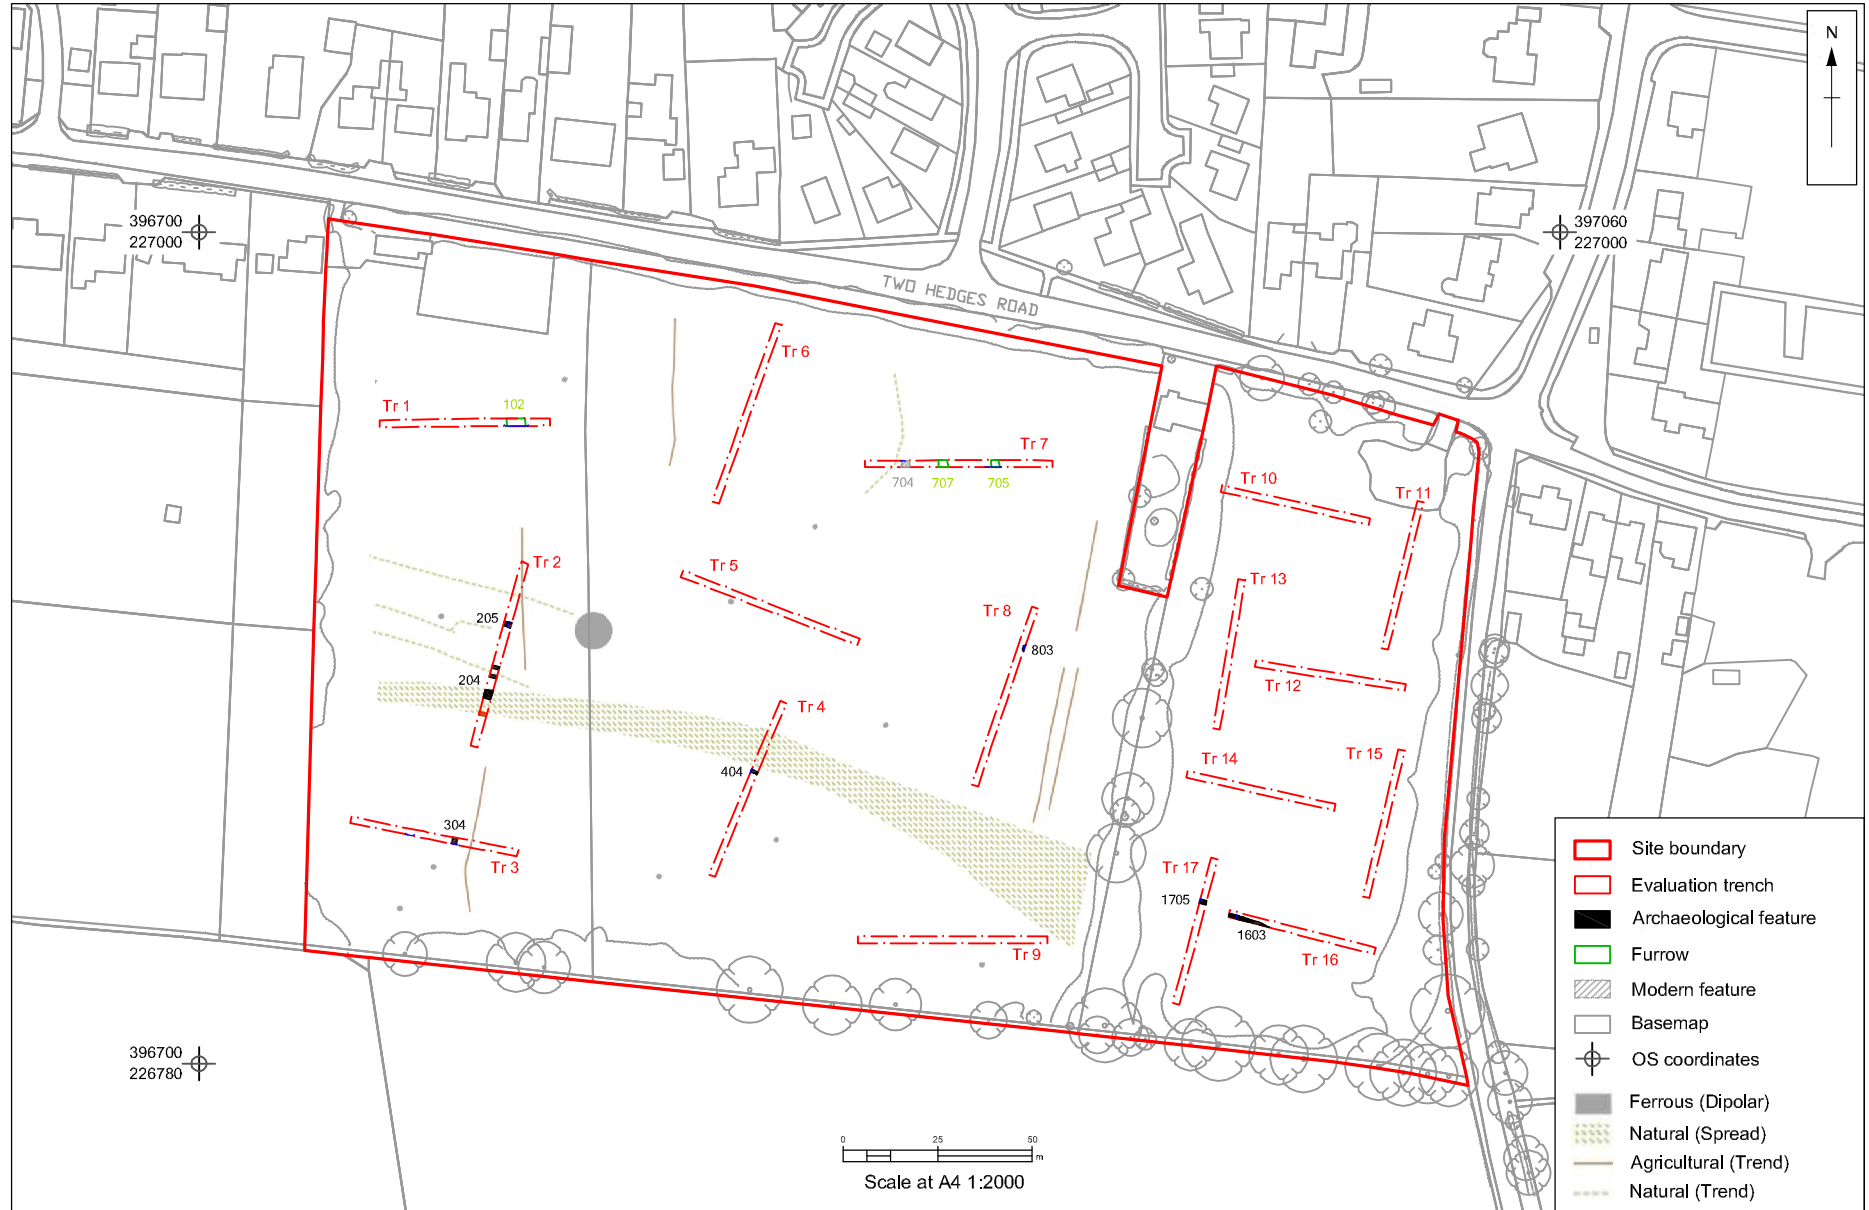 N
396700
227000
397060
227000
TWO HEDGES ROAD
Tr 6
Tr 1
102
Tr 7
704
707
705
Tr 10
Tr 11
Tr 2
Tr 5
Tr 13
205
Tr 8
803
204
Tr 12
Tr 4
404
Tr 14
Tr 15
304
Tr 3
Tr 17
1705
1603
Tr 16
Tr 9
396700
226780
0
25
50
m
Scale at A4 1:2000
Site boundary
Evaluation trench
Archaeological feature
Furrow
Modern feature
Basemap
OS coordinates
Ferrous (Dipolar)
Natural (Spread)
Agricultural (Trend)
Natural (Trend)